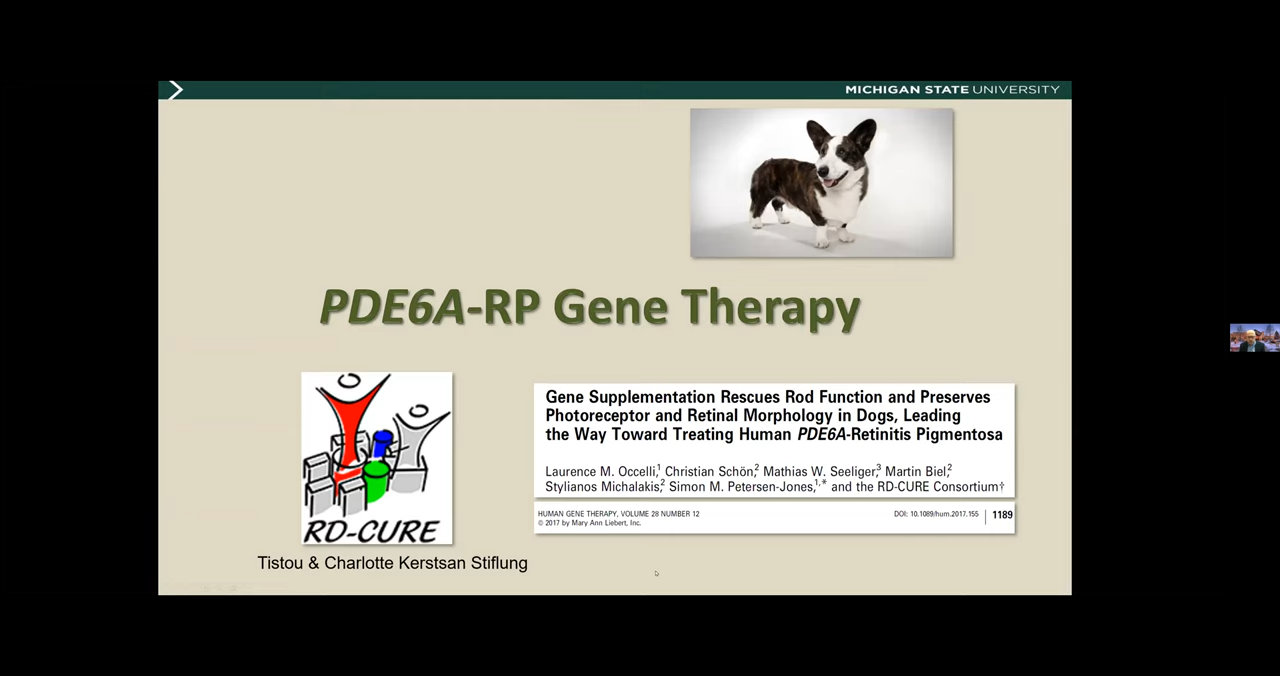 MICHIGAN STATE UNIVERSITY
PDE6A-RP Gene Therapy
RD-CURE
Tistou & Charlotte Kerstsan Stiflung
Gene Supplementation Rescues Rod Function and Preserves
Photoreceptor and Retinal Morphology in Dogs, Leading
the Way Toward Treating Human PDE6A-Retinitis Pigmentosa
Laurence M. Occelli,1 Christian Schön,2 Mathias W. Seeliger,3 Martin Biel,2
Stylianos Michalakis,2 Simon M. Petersen-Jones,1,* and the RD-CURE Consortium†
HUMAN GENE THERAPY, VOLUME 28 NUMBER 12
© 2017 by Mary Ann Liebert, Inc.
DOI: 10.1089/hum.2017.155 | 1189